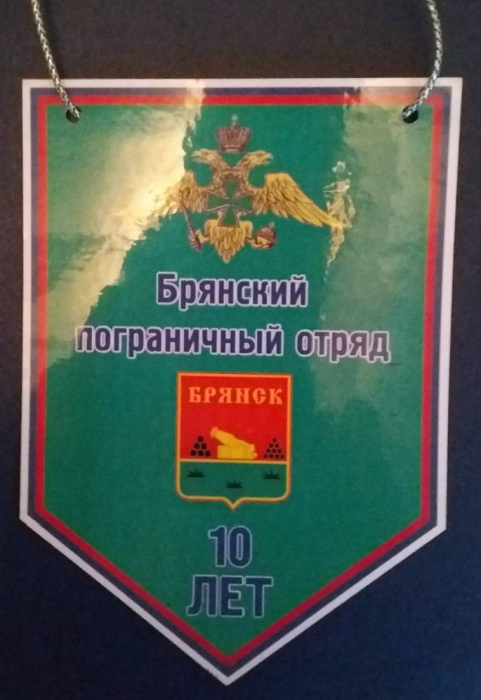 Брянский
пограничный отряд
БРЯНСК
10
ЛЕТ